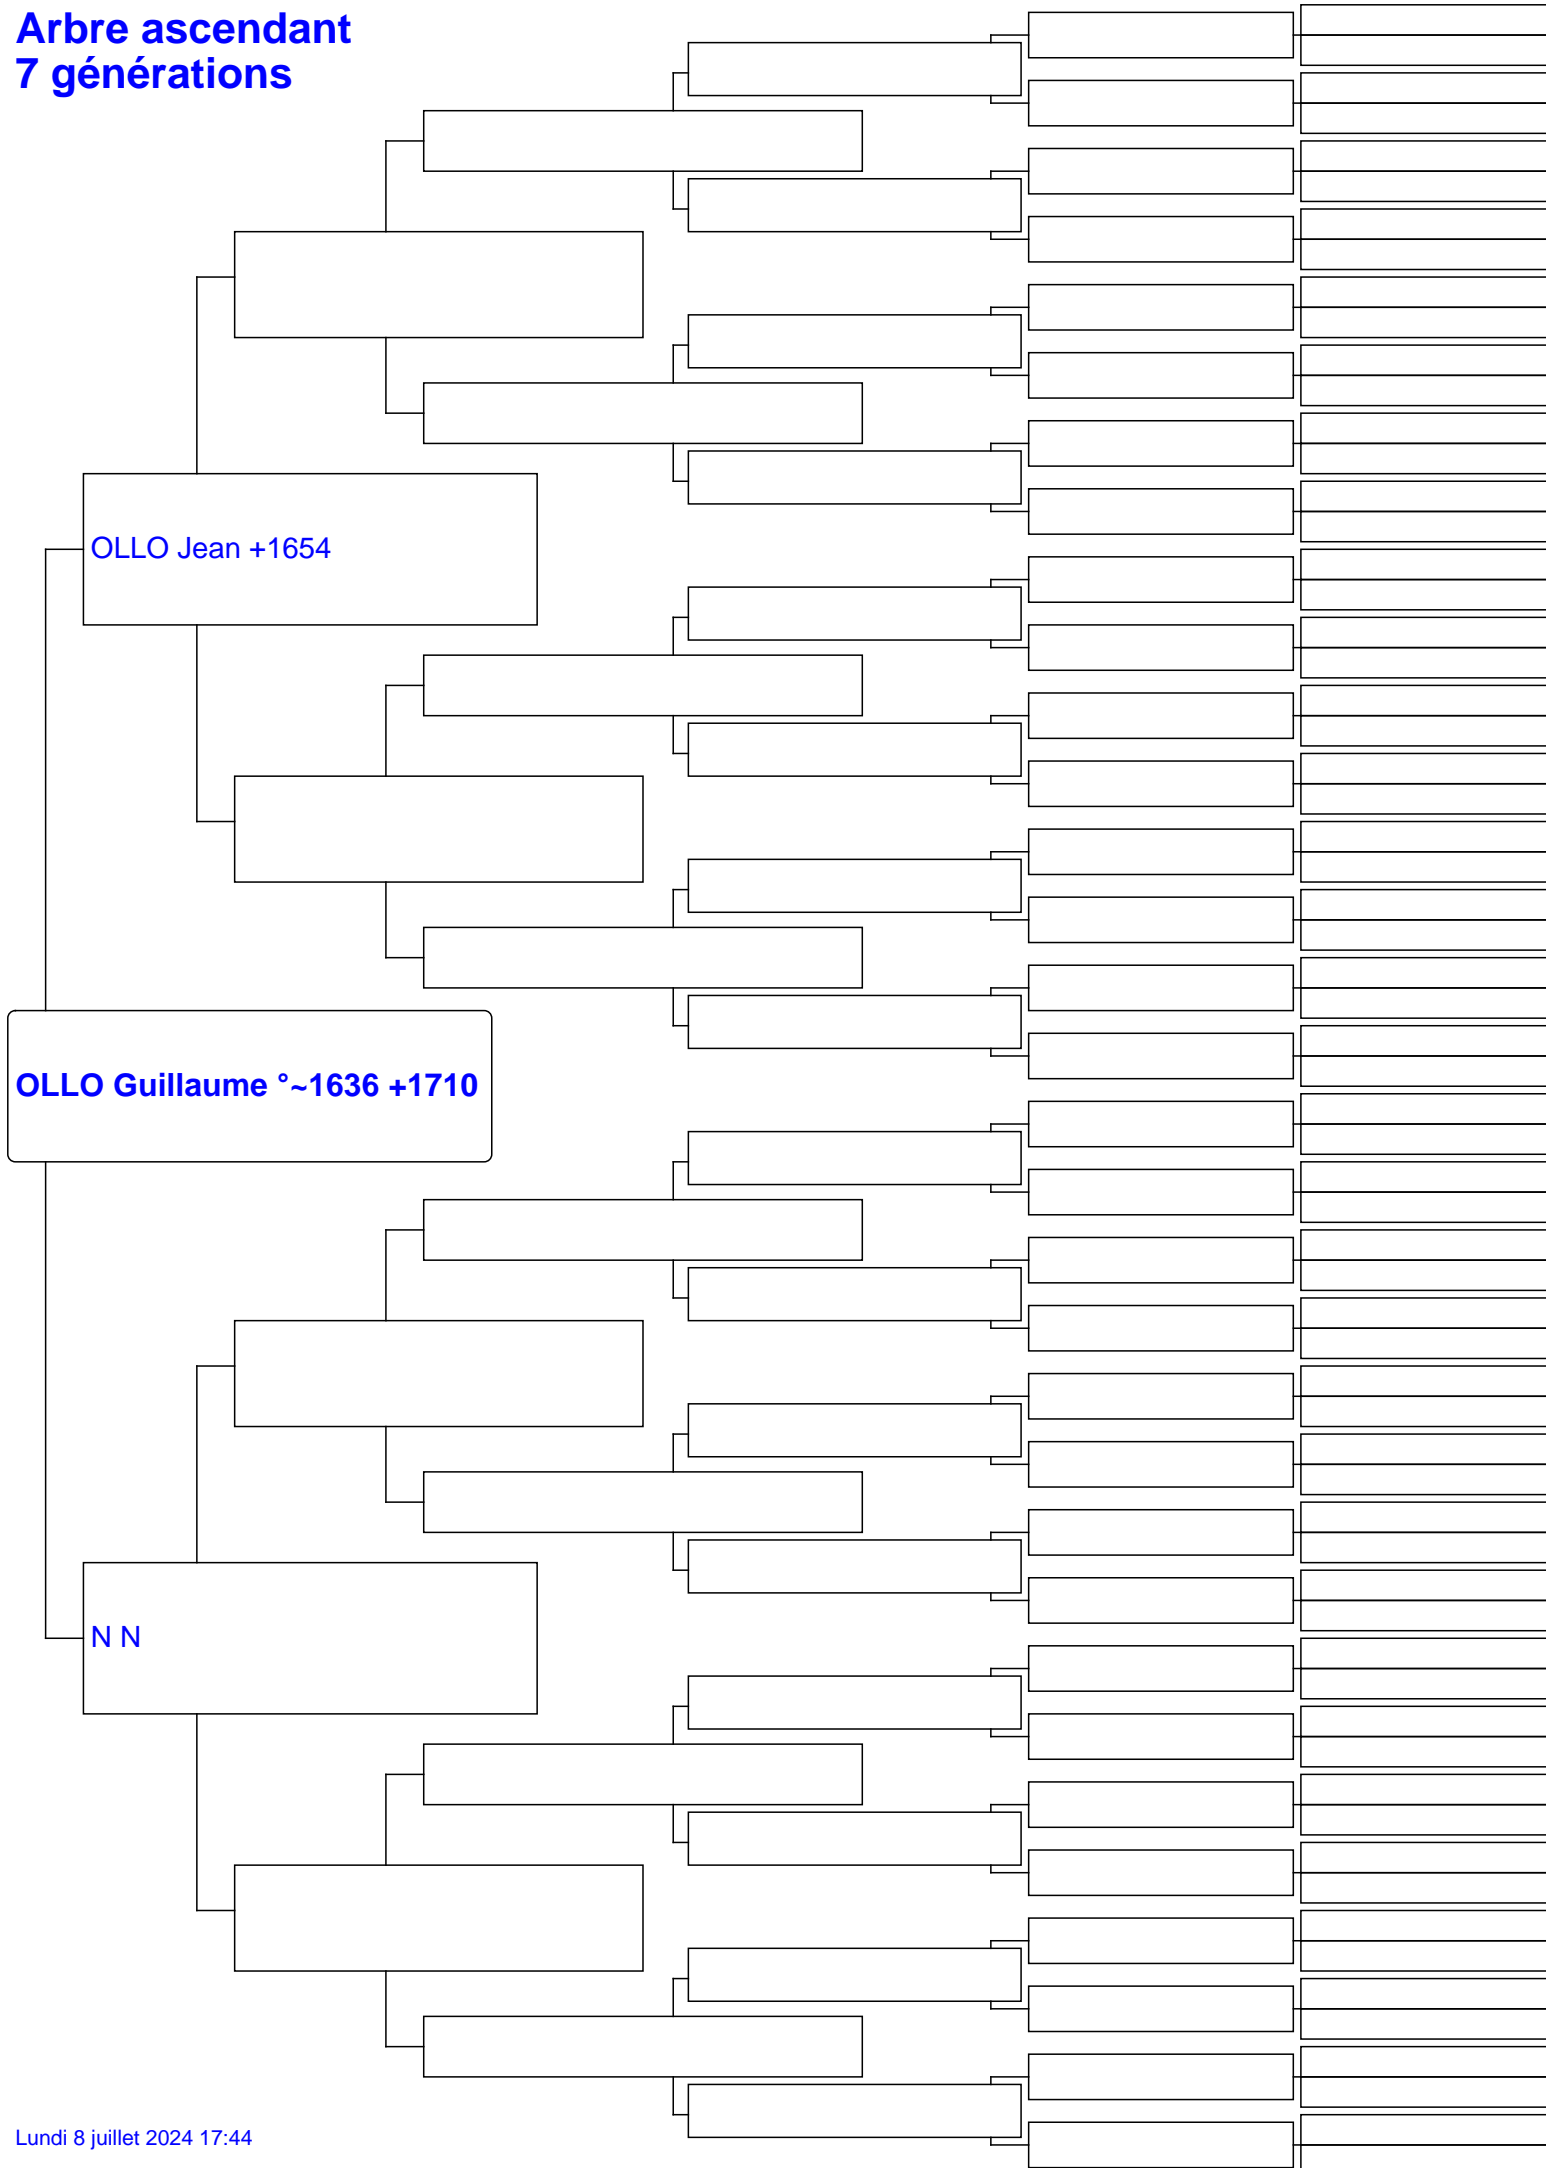 Arbre ascendant
7 générations
OLLO Jean +1654
OLLO Guillaume °~1636 +1710
N N
Lundi 8 juillet 2024 17:44